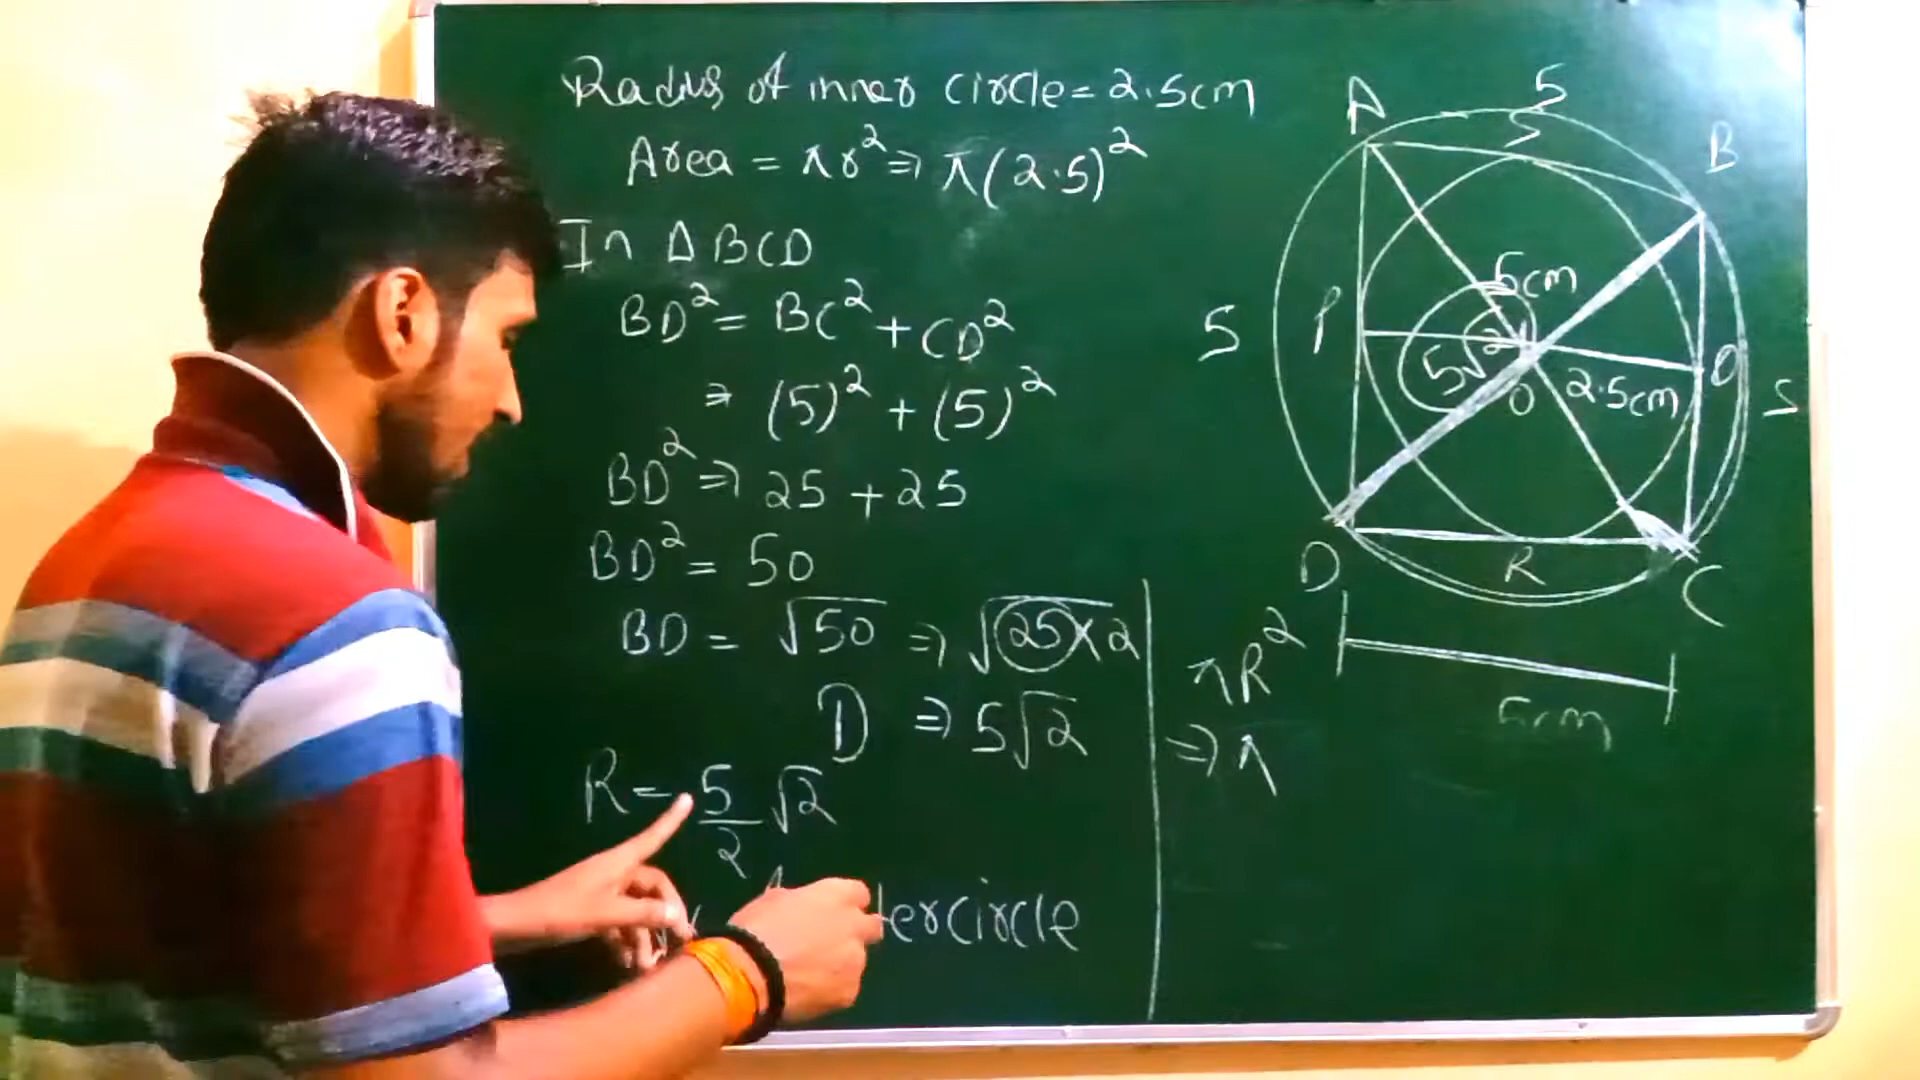 Radius of inner circle = 2.5cm
Area = πr² ⇒ π(2.5)²
In Δ BCD
BD² = BC² + CD²
⇒ (5)² + (5)²
BD² ⇒ 25 + 25
BD² = 50
BD = √50 ⇒ √25×2
D ⇒ 5√2
R = 5/2 √2
tercircle
πR²
⇒ π
A
5
5
B
5cm
5
P
5√2
O
2.5cm
Q
5
D
R
C
5cm